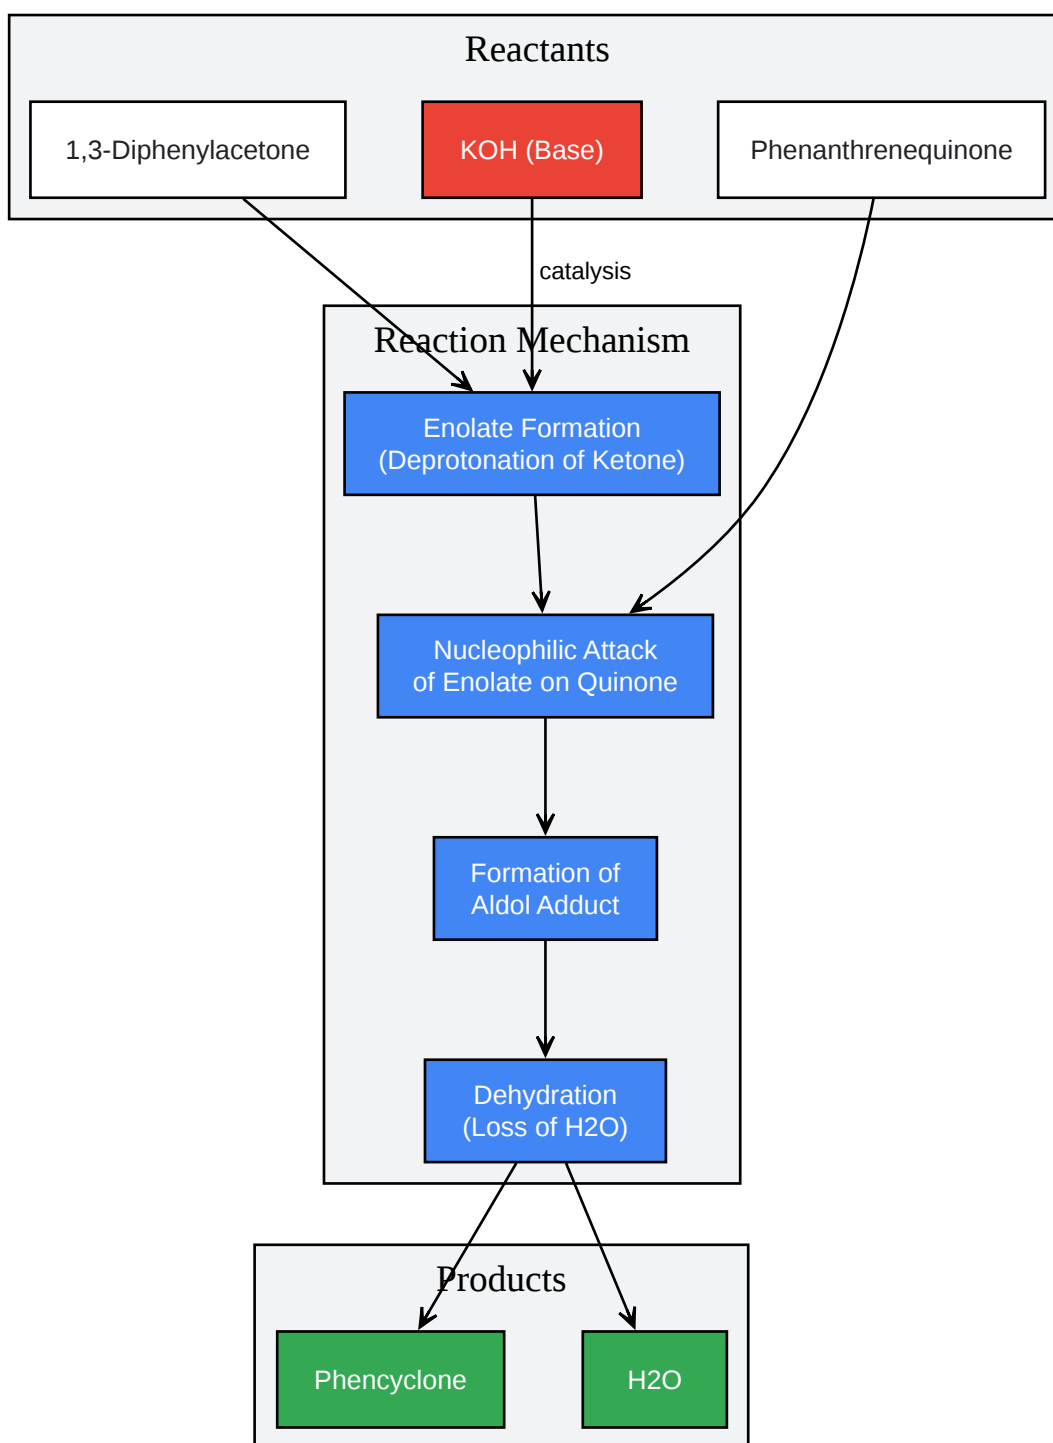 Reactants
1,3-Diphenylacetone
KOH (Base)
Phenanthrenequinone
catalysis
Reaction Mechanism
Enolate Formation
(Deprotonation of Ketone)
Nucleophilic Attack
of Enolate on Quinone
Formation of
Aldol Adduct
Dehydration
(Loss of H2O)
Products
Phencyclone
H2O